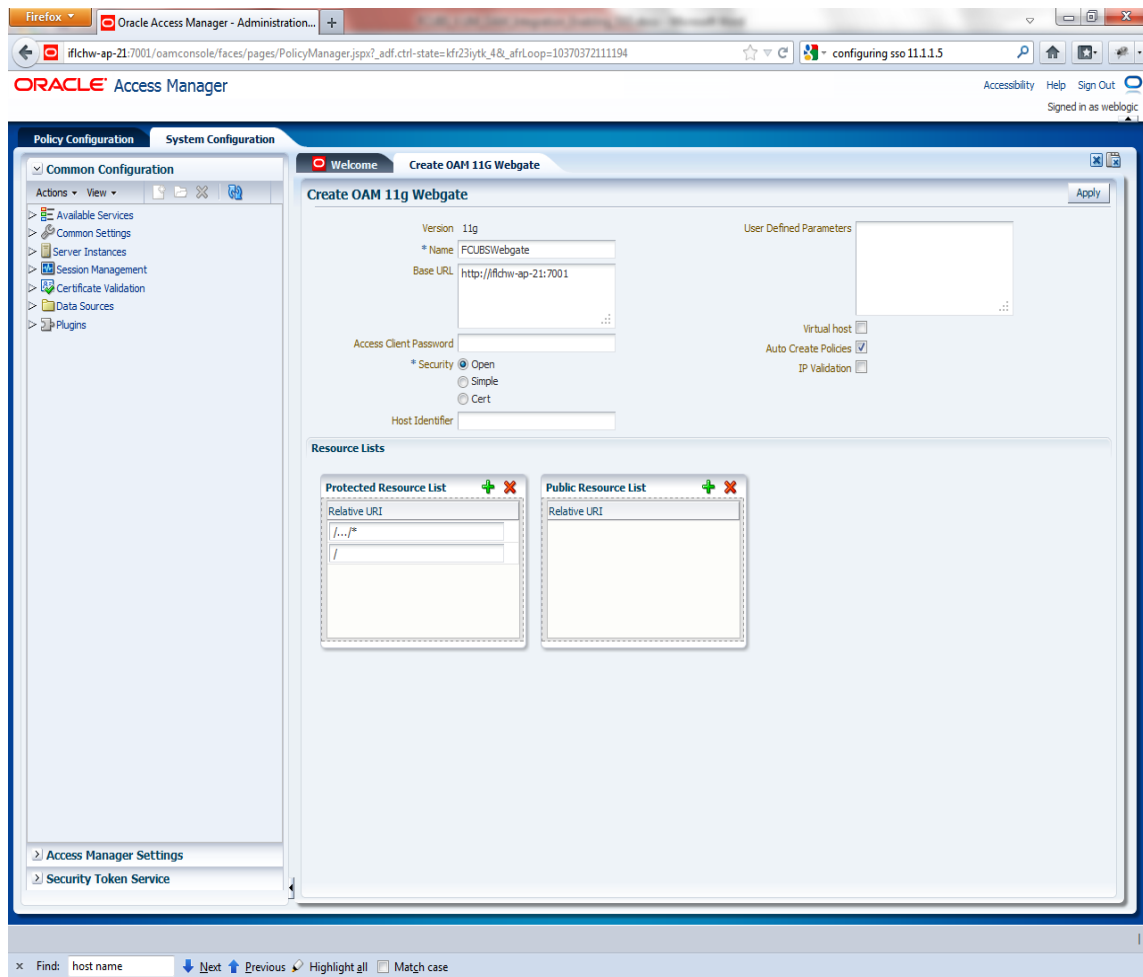 Firefox
Oracle Access Manager - Administration...
iflchw-ap-21:7001/oamconsole/faces/pages/PolicyManager.jspx?_adf.ctrl-state=kfr23iytk_4&_afrLoop=10370372111194
configuring sso 11.1.1.5
ORACLE Access Manager
Accessibility Help Sign Out
Signed in as weblogic
Policy Configuration System Configuration
Common Configuration
Actions View
Available Services
Common Settings
Server Instances
Session Management
Certificate Validation
Data Sources
Plugins
Access Manager Settings
Security Token Service
Welcome Create OAM 11G Webgate
Create OAM 11g Webgate Apply
Version 11g
* Name FCUBSWebgate
Base URL http://iflchw-ap-21:7001
Access Client Password
* Security Open
Simple
Cert
Host Identifier
User Defined Parameters
Virtual host
Auto Create Policies
IP Validation
Resource Lists
Protected Resource List
Relative URI
/.../*
/
Public Resource List
Relative URI
x Find: host name Next Previous Highlight all Match case